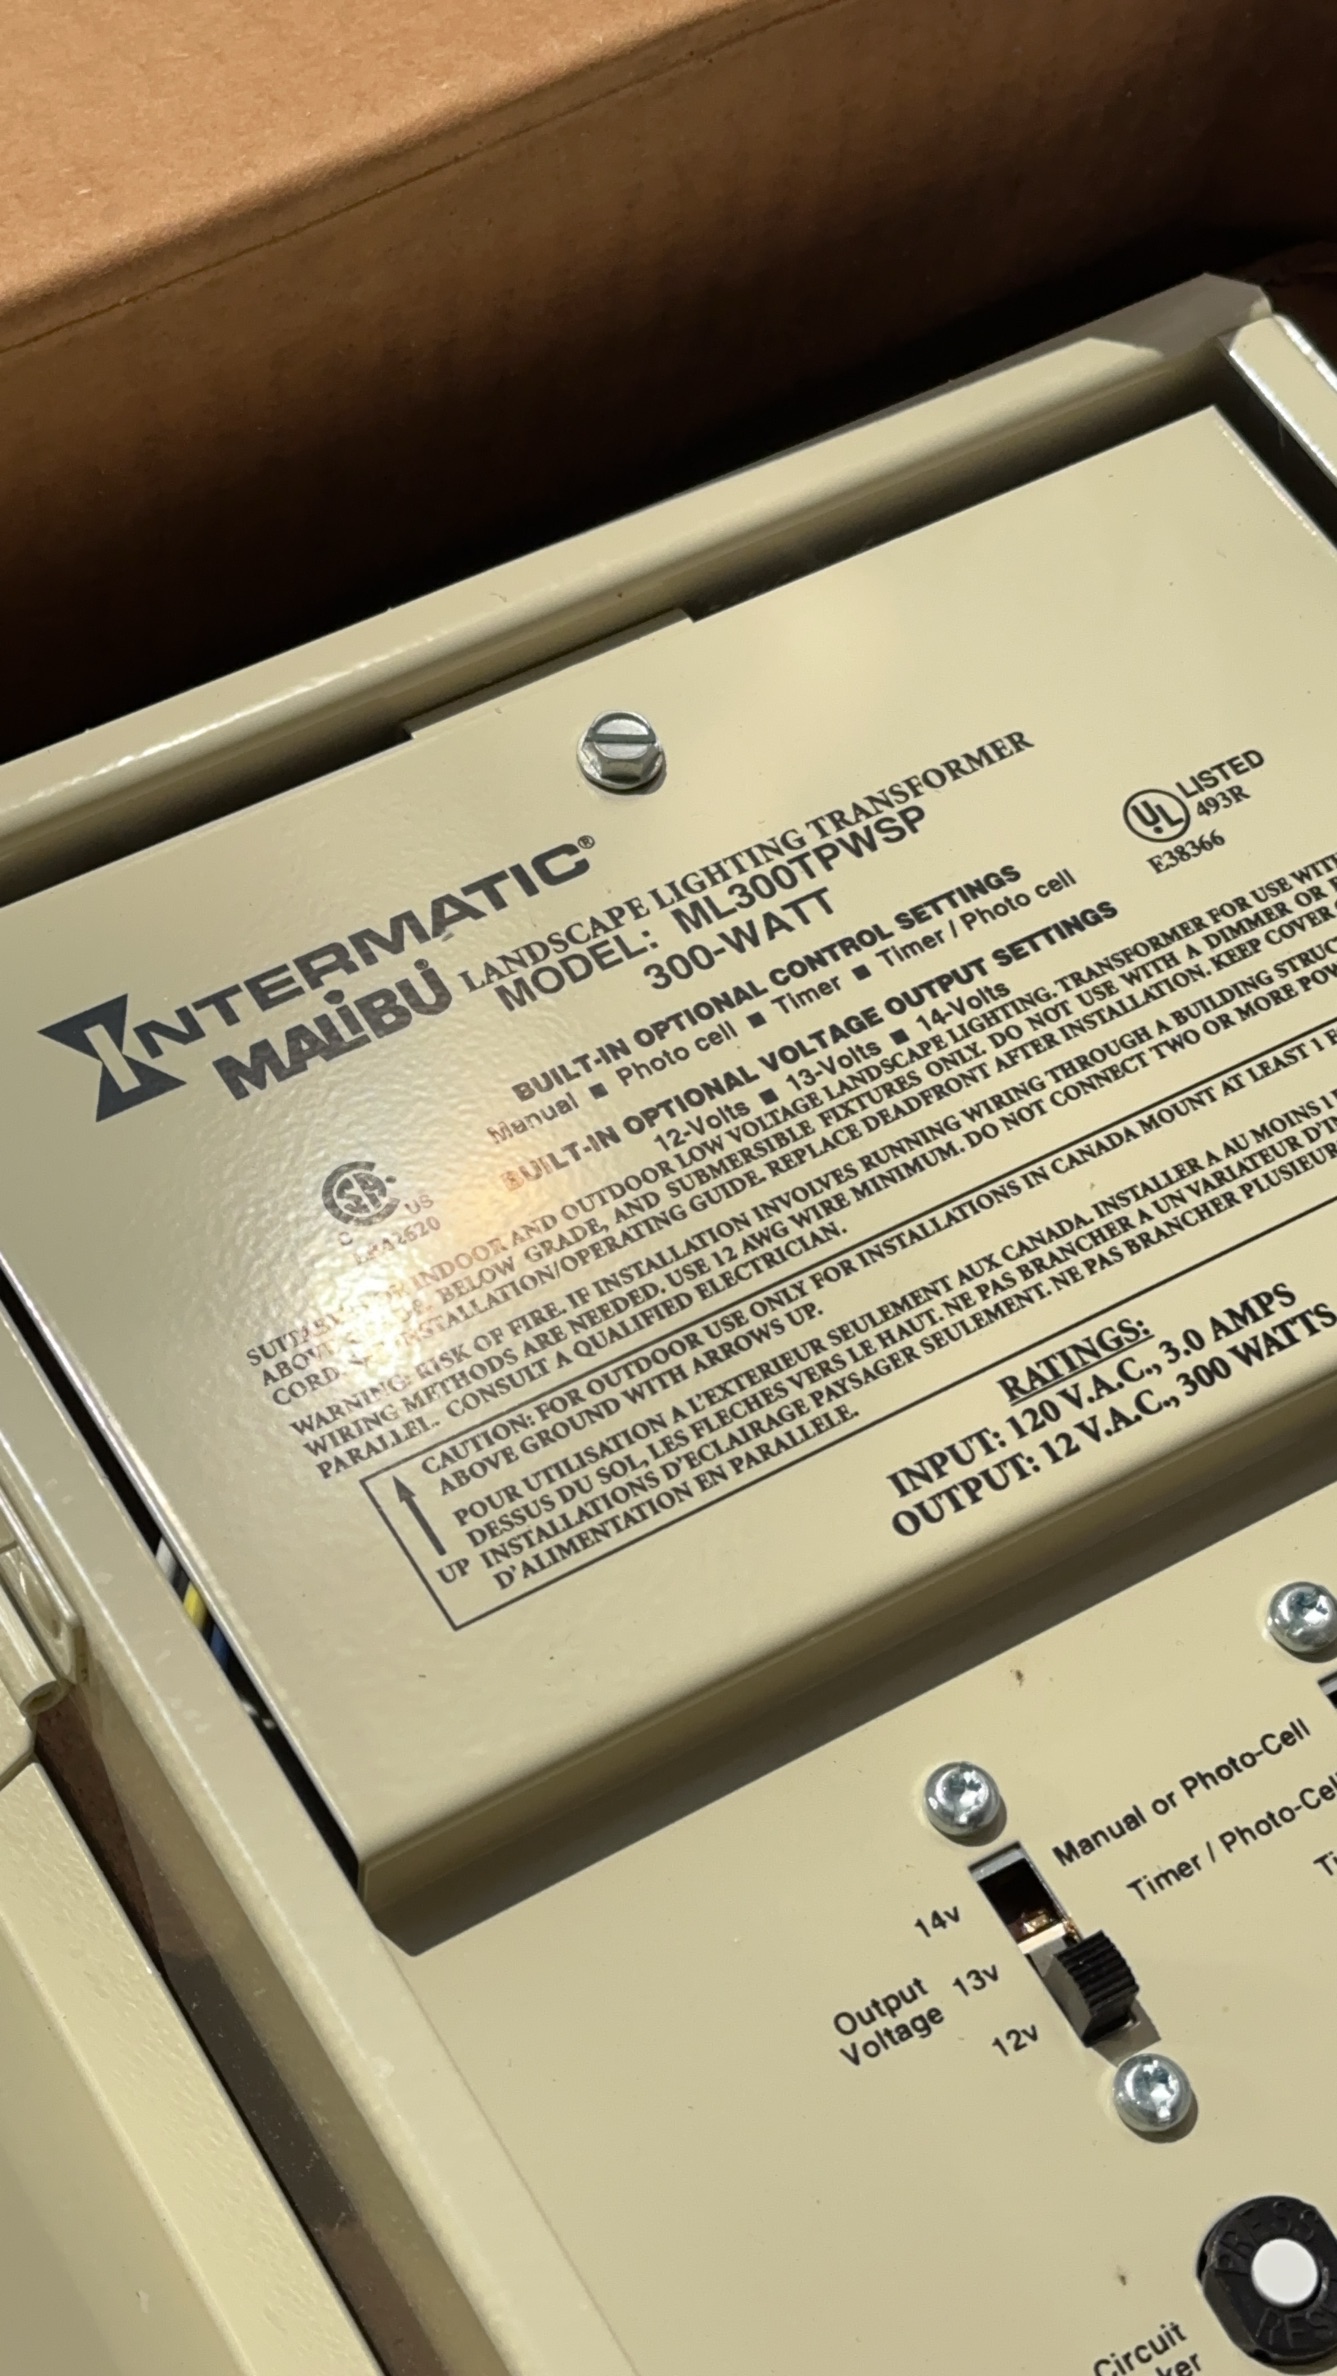 INTERMATIC®
MALIBU LANDSCAPE LIGHTING TRANSFORMER
MODEL: ML300TPWSP
300-WATT
UL LISTED
493R
E38366
BUILT-IN OPTIONAL CONTROL SETTINGS
Manual ■ Photo cell ■ Timer ■ Timer / Photo cell
BUILT-IN OPTIONAL VOLTAGE OUTPUT SETTINGS
12-Volts ■ 13-Volts ■ 14-Volts
C US
SUITABLE FOR INDOOR AND OUTDOOR LOW VOLTAGE LANDSCAPE LIGHTING. TRANSFORMER FOR USE WITH
BELOW GRADE, AND SUBMERSIBLE FIXTURES ONLY. DO NOT USE WITH A DIMMER OR
CORD. INSTALLATION/OPERATING GUIDE. REPLACE DEADFRONT AFTER INSTALLATION. KEEP COVER
WARNING: RISK OF FIRE. IF INSTALLATION INVOLVES RUNNING WIRING THROUGH A BUILDING
WIRING METHODS ARE NEEDED. USE 12 AWG WIRE MINIMUM. DO NOT CONNECT TWO OR MORE
PARALLEL. CONSULT A QUALIFIED ELECTRICIAN.
CAUTION: FOR OUTDOOR USE ONLY FOR INSTALLATIONS IN CANADA MOUNT AT LEAST 1
ABOVE GROUND WITH ARROWS UP.
POUR UTILISATION A L'EXTERIEUR SEULEMENT AUX CANADA. INSTALLER A AU MOINS 1
DESSUS DU SOL, LES FLECHES VERS LE HAUT. NE PAS BRANCHER A UN VARIATEUR
UP INSTALLATIONS D'ECLAIRAGE PAYSAGER SEULEMENT. NE PAS BRANCHER
D'ALIMENTATION EN PARALLELE.
RATINGS:
INPUT: 120 V.A.C., 3.0 AMPS
OUTPUT: 12 V.A.C., 300 WATTS
Manual or Photo-Cell
Timer / Photo-Cell
Output
Voltage
14v
13v
12v
PRESS
Circuit